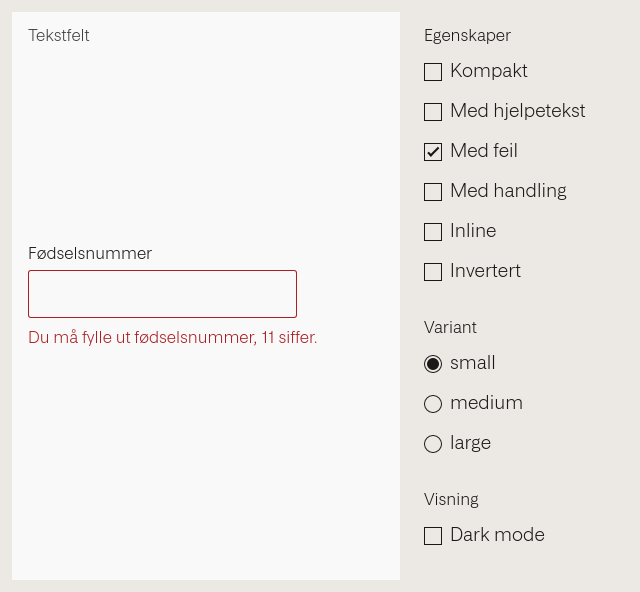 Tekstfelt
Fødselsnummer
Du må fylle ut fødselsnummer, 11 siffer.
Egenskaper
Kompakt
Med hjelpetekst
Med feil
Med handling
Inline
Invertert
Variant
small
medium
large
Visning
Dark mode